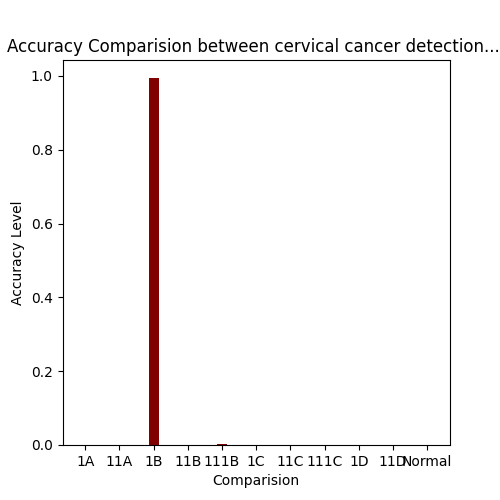 Accuracy Comparision between cervical cancer detection...
1.0
0.8
0.6
0.4
0.2
0.0
Accuracy Level
1A 11A 1B 11B 111B 1C 11C 111C 1D 11D Normal
Comparision